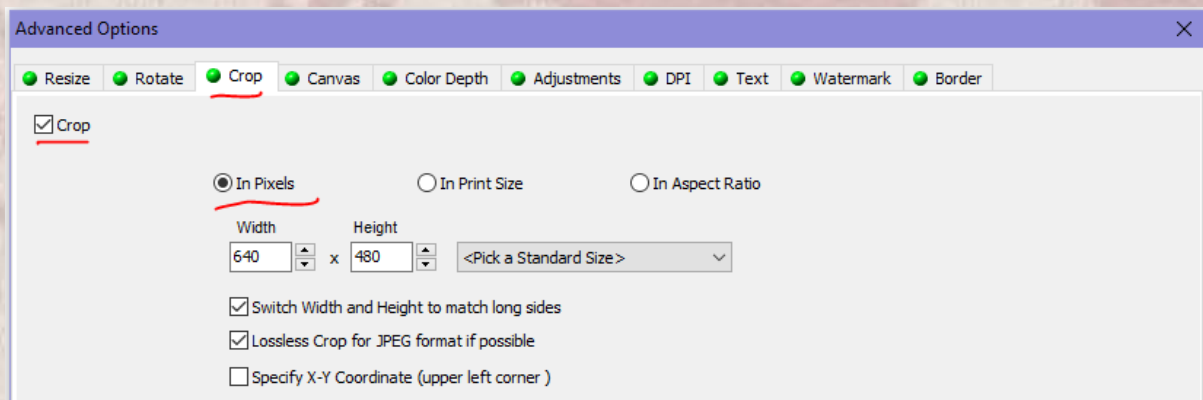 Advanced Options
Resize Rotate Crop Canvas Color Depth Adjustments DPI Text Watermark Border
Crop
In Pixels In Print Size In Aspect Ratio
Width Height
640 x 480 <Pick a Standard Size>
Switch Width and Height to match long sides
Lossless Crop for JPEG format if possible
Specify X-Y Coordinate (upper left corner )